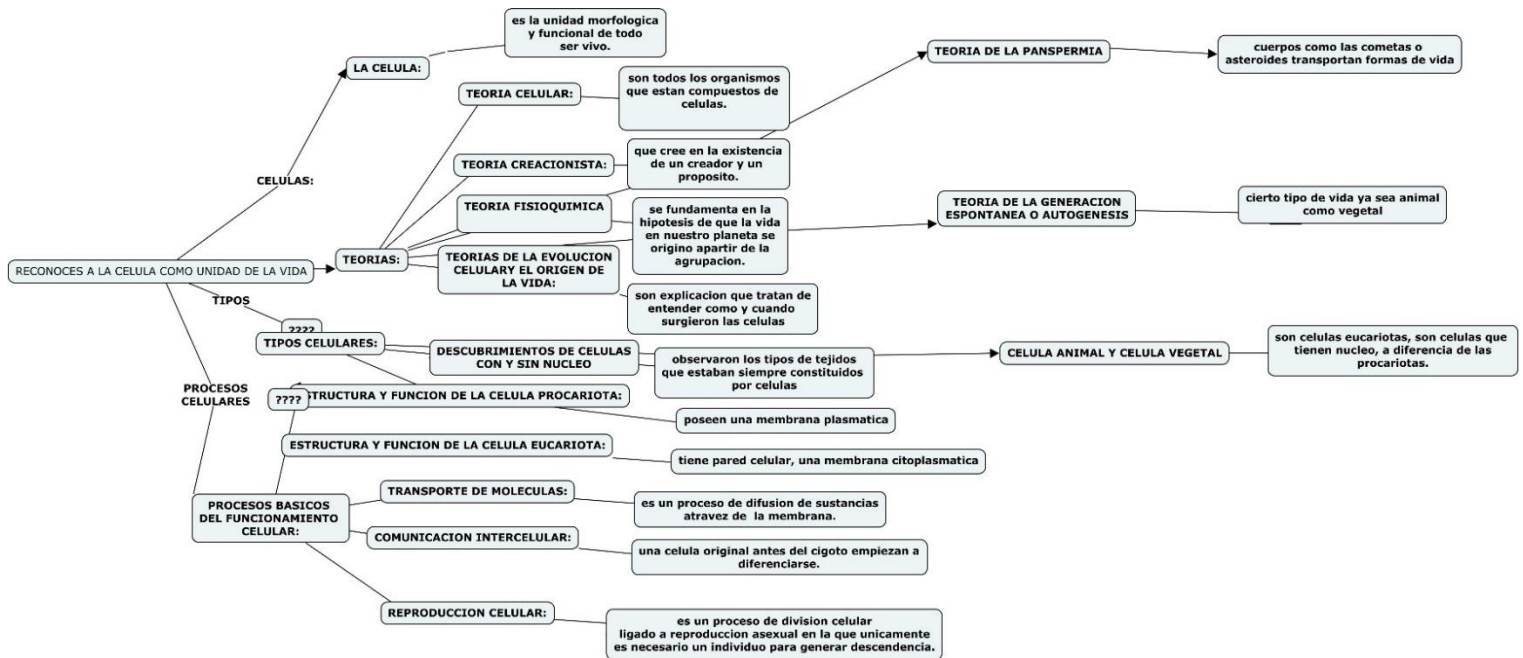 es la unidad morfologica
y funcional de todo
ser vivo.
LA CELULA:
TEORIA DE LA PANSPERMIA
cuerpos como las cometas o
asteroides transportan formas de vida
TEORIA CELULAR:
son todos los organismos
que estan compuestos de
celulas.
TEORIA CREACIONISTA:
que cree en la existencia
de un creador y un
proposito.
CELULAS:
TEORIA FISIOQUIMICA
se fundamenta en la
hipotesis de que la vida
en nuestro planeta se
origino apartir de la
agrupacion.
TEORIA DE LA GENERACION
ESPONTANEA O AUTOGENESIS
cierto tipo de vida ya sea animal
como vegetal
RECONOCES A LA CELULA COMO UNIDAD DE LA VIDA
TEORIAS:
TEORIAS DE LA EVOLUCION
CELULARY EL ORIGEN DE
LA VIDA:
son explicacion que tratan de
entender como y cuando
surgieron las celulas
TIPOS
????
TIPOS CELULARES:
DESCUBRIMIENTOS DE CELULAS
CON Y SIN NUCLEO
observaron los tipos de tejidos
que estaban siempre constituidos
por celulas
CELULA ANIMAL Y CELULA VEGETAL
son celulas eucariotas, son celulas que
tienen nucleo, a diferencia de las
procariotas.
PROCESOS
CELULARES
????
STRUCTURA Y FUNCION DE LA CELULA PROCARIOTA:
poseen una membrana plasmatica
ESTRUCTURA Y FUNCION DE LA CELULA EUCARIOTA:
tiene pared celular, una membrana citoplasmatica
PROCESOS BASICOS
DEL FUNCIONAMIENTO
CELULAR:
TRANSPORTE DE MOLECULAS:
es un proceso de difusion de sustancias
atravez de la membrana.
COMUNICACION INTERCELULAR:
una celula original antes del cigoto empiezan a
diferenciarse.
REPRODUCCION CELULAR:
es un proceso de division celular
ligado a reproduccion asexual en la que unicamente
es necesario un individuo para generar descendencia.